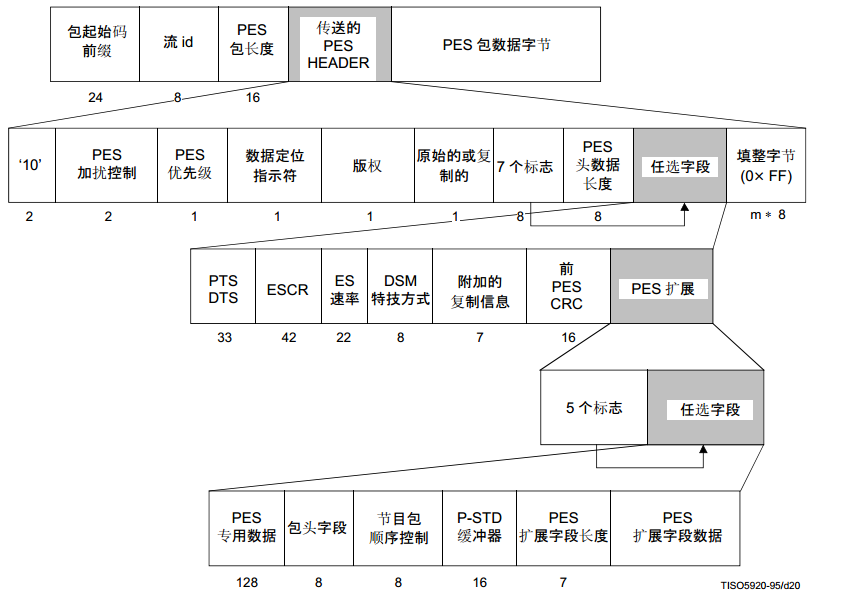 包起始码
前缀
流 id
PES
包长度
传送的
PES
HEADER
PES 包数据字节
24
8
16
‘10’
PES
加扰控制
PES
优先级
数据定位
指示符
版权
原始的或复
制的
7 个标志
PES
头数据
长度
任选字段
填整字节
(0× FF)
2
2
1
1
1
1
8
8
m * 8
PTS
DTS
ESCR
ES
速率
DSM
特技方式
附加的
复制信息
前
PES
CRC
PES 扩展
33
42
22
8
7
16
5 个标志
任选字段
PES
专用数据
包头字段
节目包
顺序控制
P-STD
缓冲器
PES
扩展字段长度
PES
扩展字段数据
128
8
8
16
7
TISO5920-95/d20